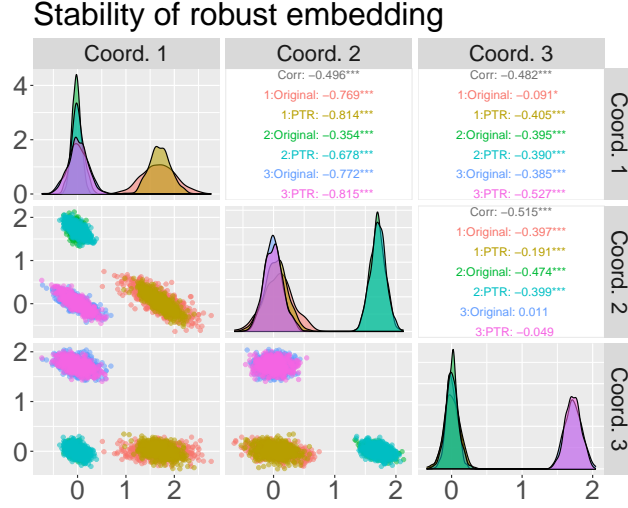 Stability of robust embedding
Coord. 1
Coord. 2
Coord. 3
Corr: −0.496***
1:Original: −0.769***
1:PTR: −0.814***
2:Original: −0.354***
2:PTR: −0.678***
3:Original: −0.772***
3:PTR: −0.815***
Corr: −0.482***
1:Original: −0.091*
1:PTR: −0.405***
2:Original: −0.395***
2:PTR: −0.390***
3:Original: −0.385***
3:PTR: −0.527***
Coord. 1
4
2
0
Corr: −0.515***
1:Original: −0.397***
1:PTR: −0.191***
2:Original: −0.474***
2:PTR: −0.399***
3:Original: 0.011
3:PTR: −0.049
Coord. 2
2
1
0
Coord. 3
2
1
0
0 1 2
0 1 2
0 1 2